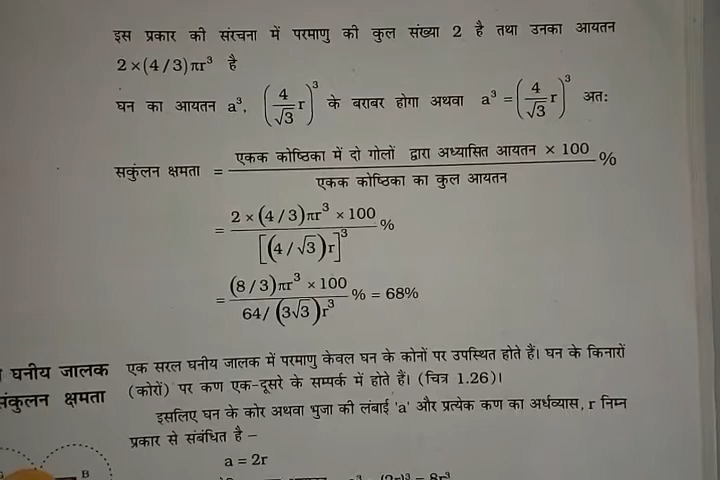 इस प्रकार की संरचना में परमाणु की कुल संख्या 2 है तथा उनका आयतन
2 × (4/3) πr³ है
घन का आयतन a³, (4/√3 r)³ के बराबर होगा अथवा a³ = (4/√3 r)³ अतः
सकुंलन क्षमता = एकक कोष्ठिका में दो गोलों द्वारा अध्यासित आयतन × 100 / एकक कोष्ठिका का कुल आयतन %
= 2 × (4/3) πr³ × 100 / [(4/√3) r]³ %
= (8/3) πr³ × 100 / 64/(3√3) r³ % = 68%
घनीय जालक
संकुलन क्षमता
एक सरल घनीय जालक में परमाणु केवल घन के कोनों पर उपस्थित होते हैं। घन के किनारों
(कोरों) पर कण एक-दूसरे के सम्पर्क में होते हैं। (चित्र 1.26)।
इसलिए घन के कोर अथवा भुजा की लंबाई 'a' और प्रत्येक कण का अर्धव्यास, r निम्न
प्रकार से संबंधित है –
a = 2r
B